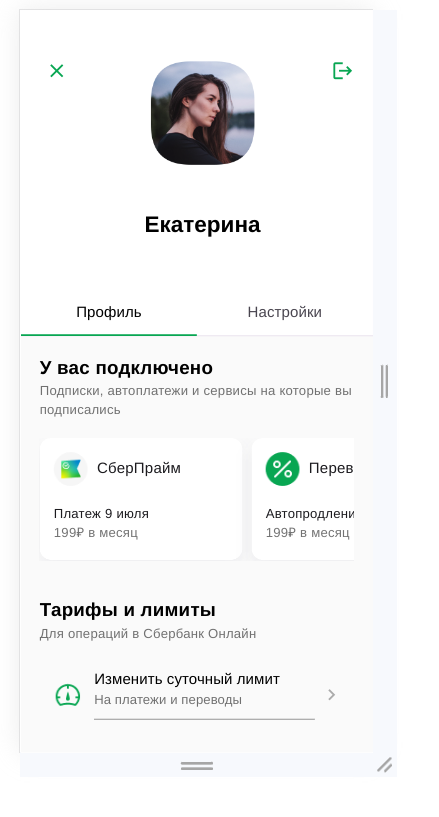 Екатерина
Профиль
Настройки
У вас подключено
Подписки, автоплатежи и сервисы на которые вы
подписались
СберПрайм
Платеж 9 июля
199₽ в месяц
Перев
Автопродлени
199₽ в месяц
Тарифы и лимиты
Для операций в Сбербанк Онлайн
Изменить суточный лимит
На платежи и переводы